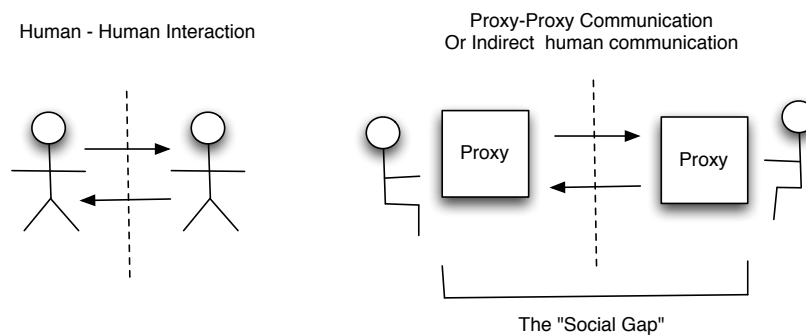 Human - Human Interaction
Proxy-Proxy Communication
Or Indirect  human communication
Proxy
Proxy
The "Social Gap"